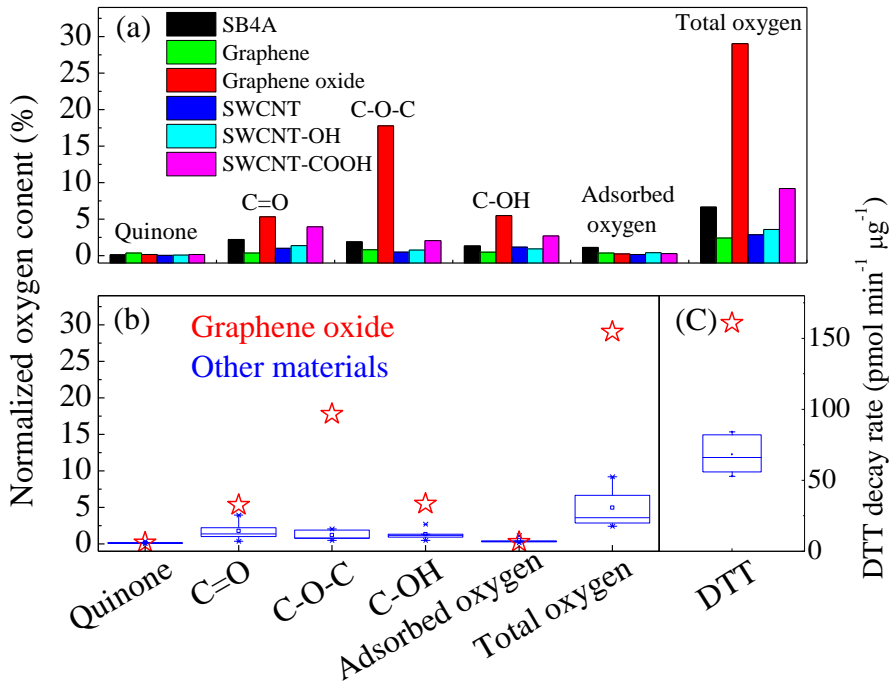 (a)
SB4A
Graphene
Graphene oxide
SWCNT
SWCNT-OH
SWCNT-COOH
Quinone
C=O
C-O-C
C-OH
Adsorbed
oxygen
Total oxygen
30
25
20
15
10
5
0
Normalized oxygen conent (%)
(b)
Graphene oxide
Other materials
30
25
20
15
10
5
0
(C)
150
100
50
0
DTT decay rate (pmol min⁻¹ μg⁻¹)
Quinone
C=O
C-O-C
C-OH
Adsorbed oxygen
Total oxygen
DTT